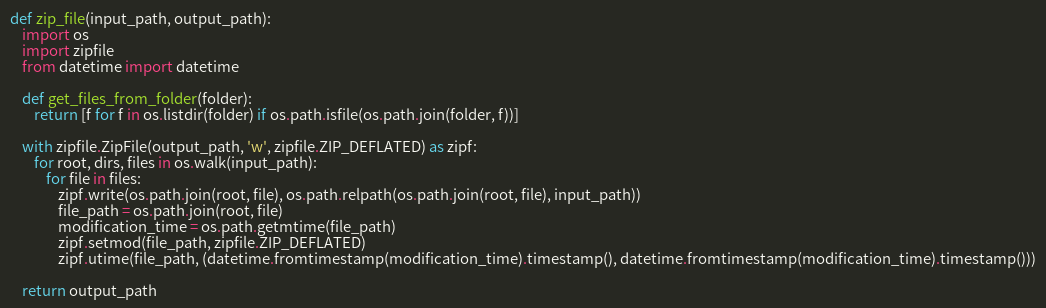 def zip_file(input_path, output_path):
import os
import zipfile
from datetime import datetime
def get_files_from_folder(folder):
return [f for f in os.listdir(folder) if os.path.isfile(os.path.join(folder, f))]
with zipfile.ZipFile(output_path, 'w', zipfile.ZIP_DEFLATED) as zipf:
for root, dirs, files in os.walk(input_path):
for file in files:
zipf.write(os.path.join(root, file), os.path.relpath(os.path.join(root, file), input_path))
file_path = os.path.join(root, file)
modification_time = os.path.getmtime(file_path)
zipf.setmod(file_path, zipfile.ZIP_DEFLATED)
zipf.utime(file_path, (datetime.fromtimestamp(modification_time).timestamp(), datetime.fromtimestamp(modification_time).timestamp()))
return output_path